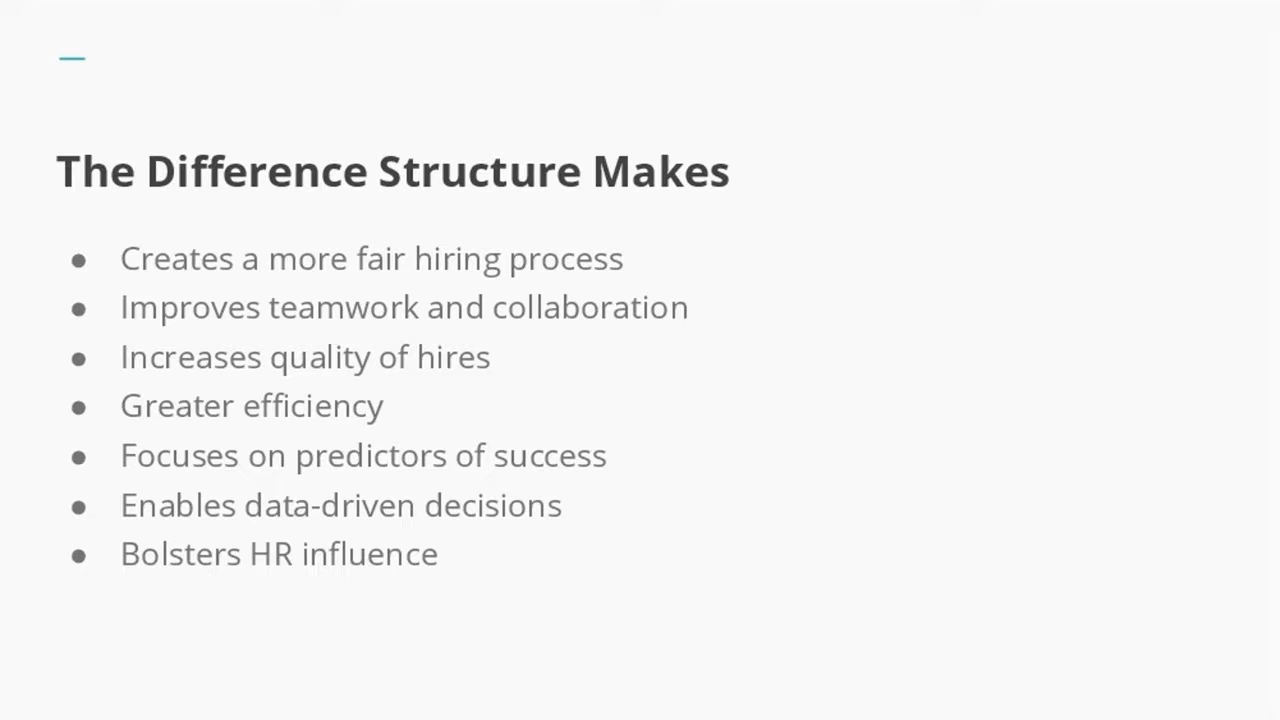 The Difference Structure Makes
● Creates a more fair hiring process
● Improves teamwork and collaboration
● Increases quality of hires
● Greater efficiency
● Focuses on predictors of success
● Enables data-driven decisions
● Bolsters HR influence